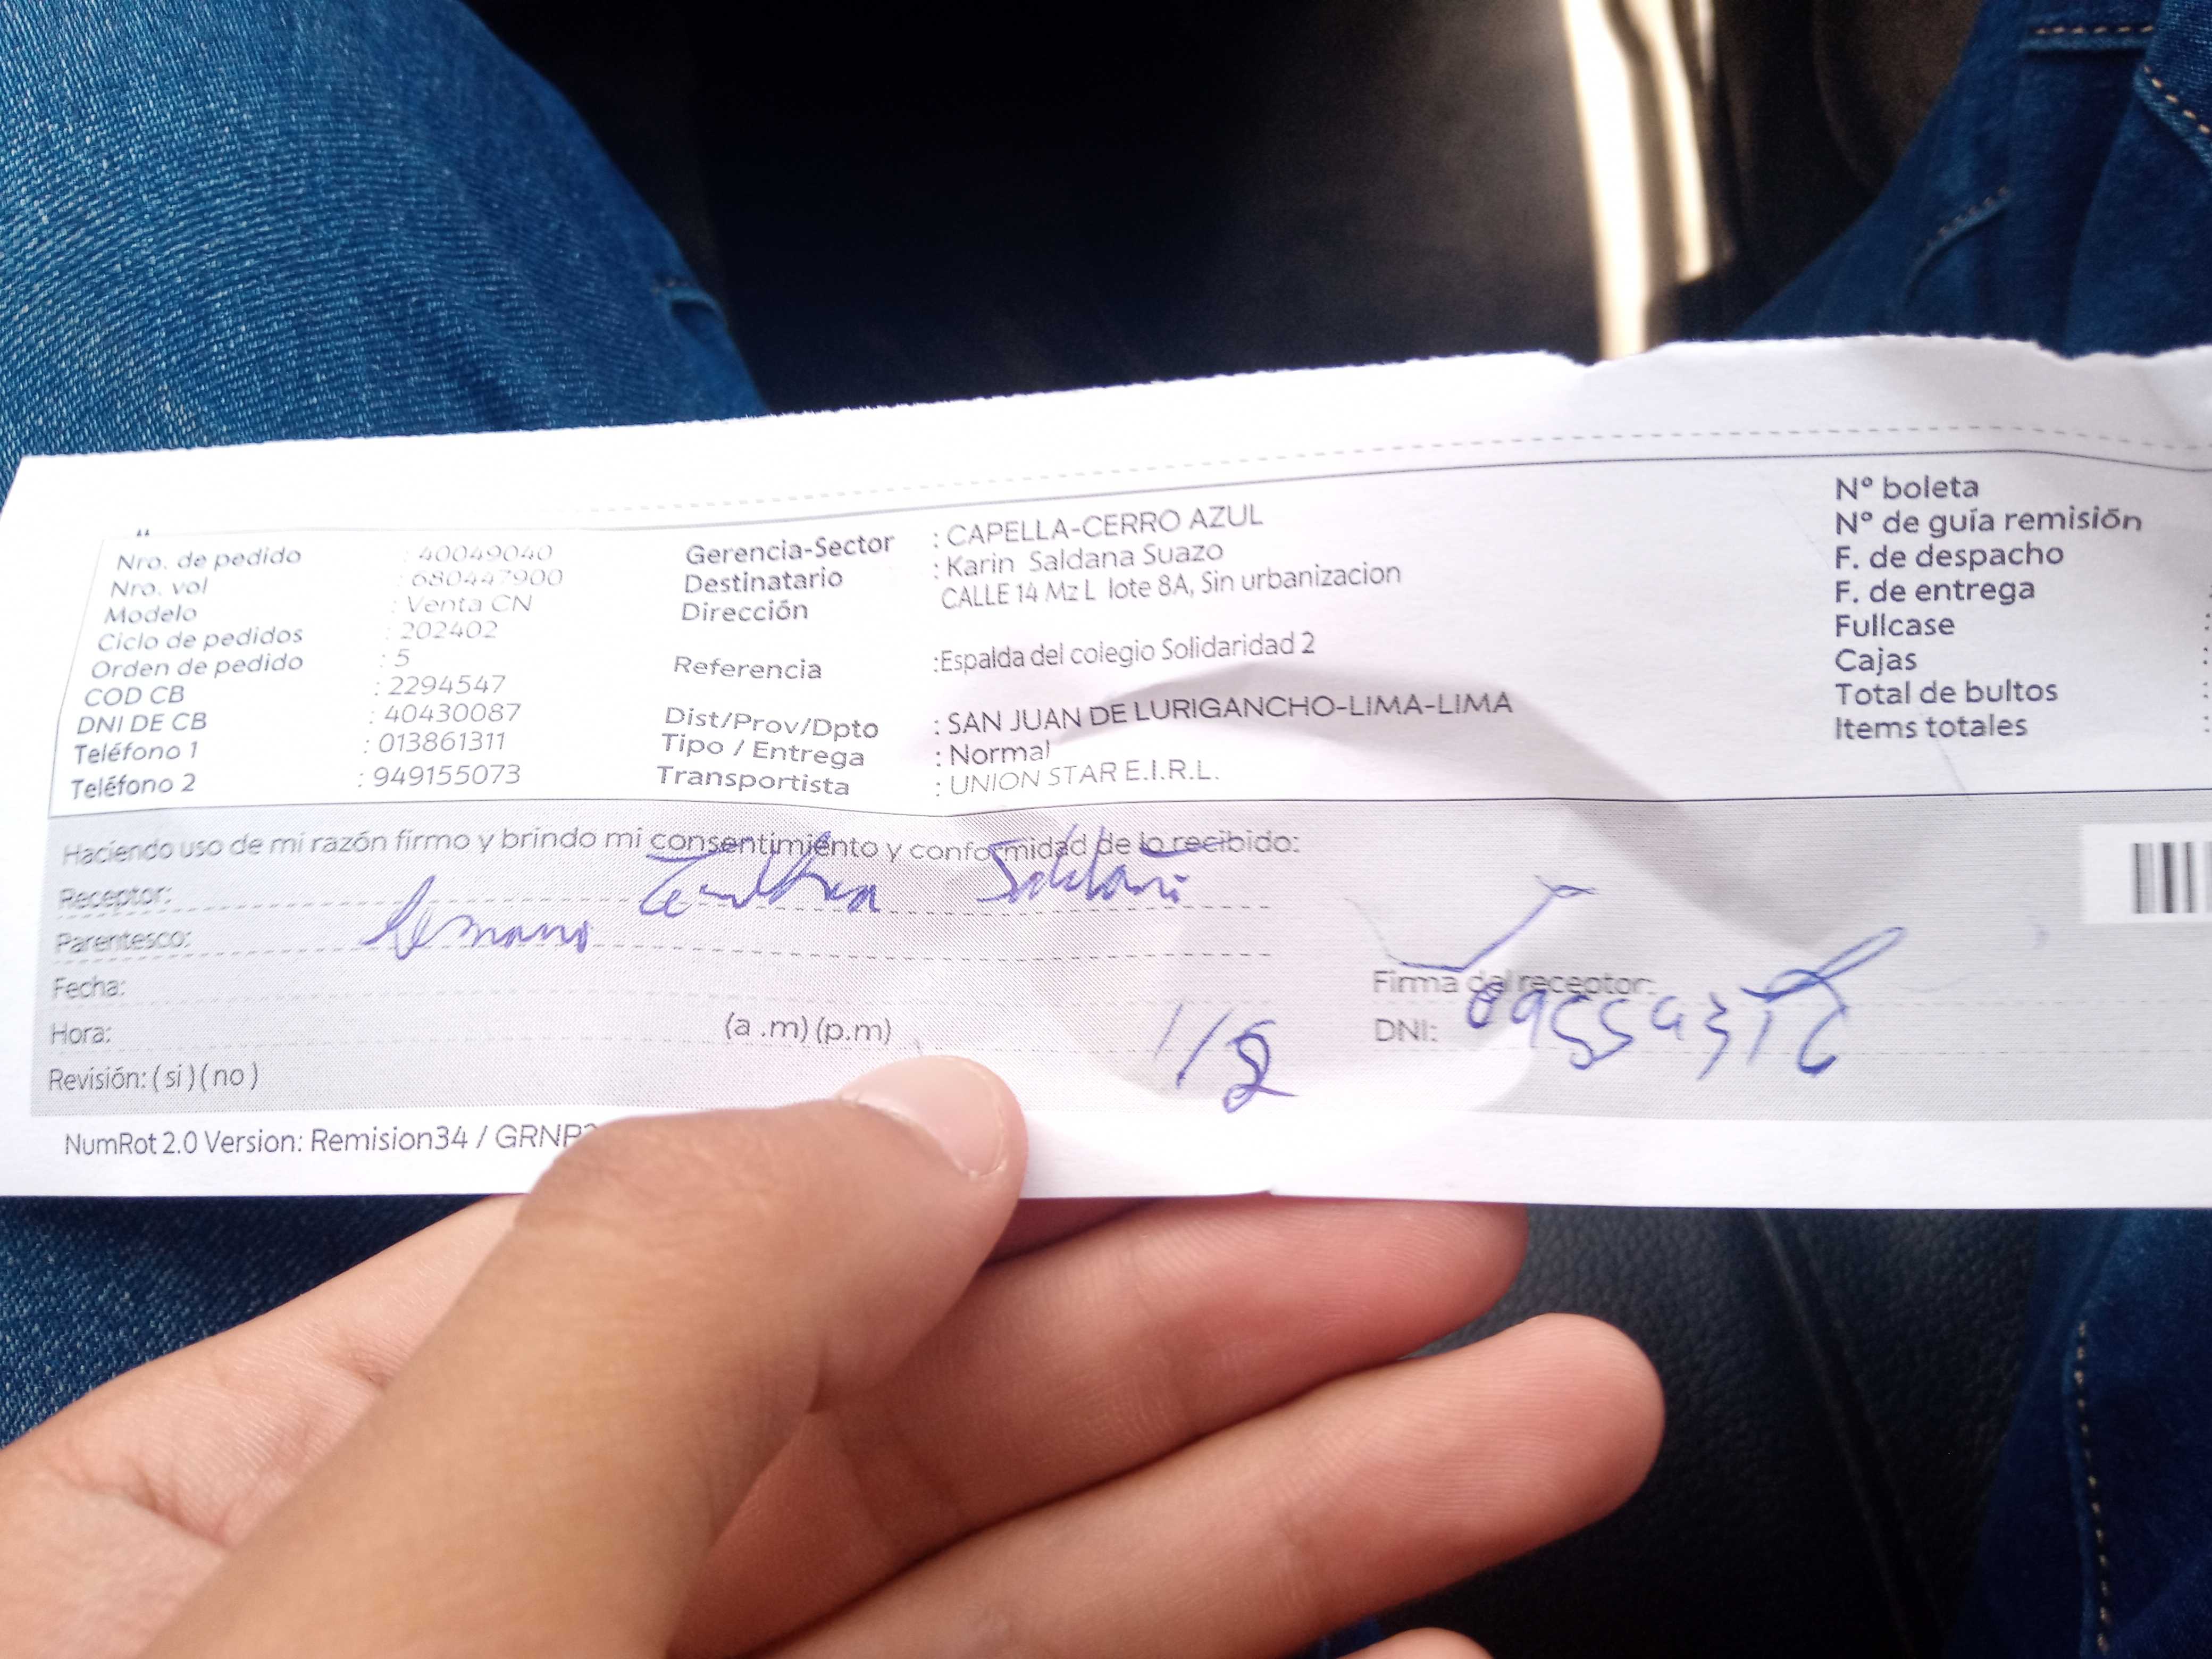 Nro. de pedido : 40049040
Nro. vol : 680447900
Modelo : Venta CN
Ciclo de pedidos : 202402
Orden de pedido : 5
COD CB : 2294547
DNI DE CB : 40430087
Teléfono 1 : 013861311
Teléfono 2 : 949155073
Gerencia-Sector : CAPELLA-CERRO AZUL
Destinatario : Karin Saldana Suazo
Dirección CALLE 14 Mz L lote 8A, Sin urbanizacion
Referencia :Espalda del colegio Solidaridad 2
Dist/Prov/Dpto : SAN JUAN DE LURIGANCHO-LIMA-LIMA
Tipo / Entrega : Normal
Transportista : UNION STAR E.I.R.L.
Nº boleta
Nº de guía remisión
F. de despacho
F. de entrega :
Fullcase :
Cajas :
Total de bultos :
Items totales :
Haciendo uso de mi razón firmo y brindo mi consentimiento y conformidad de lo recibido:
Receptor:
Parentesco:
Fecha:
Hora: (a .m) (p.m) 1/2
Revisión: ( si ) ( no )
Firma del receptor:
DNI:
NumRot 2.0 Version: Remision34 /